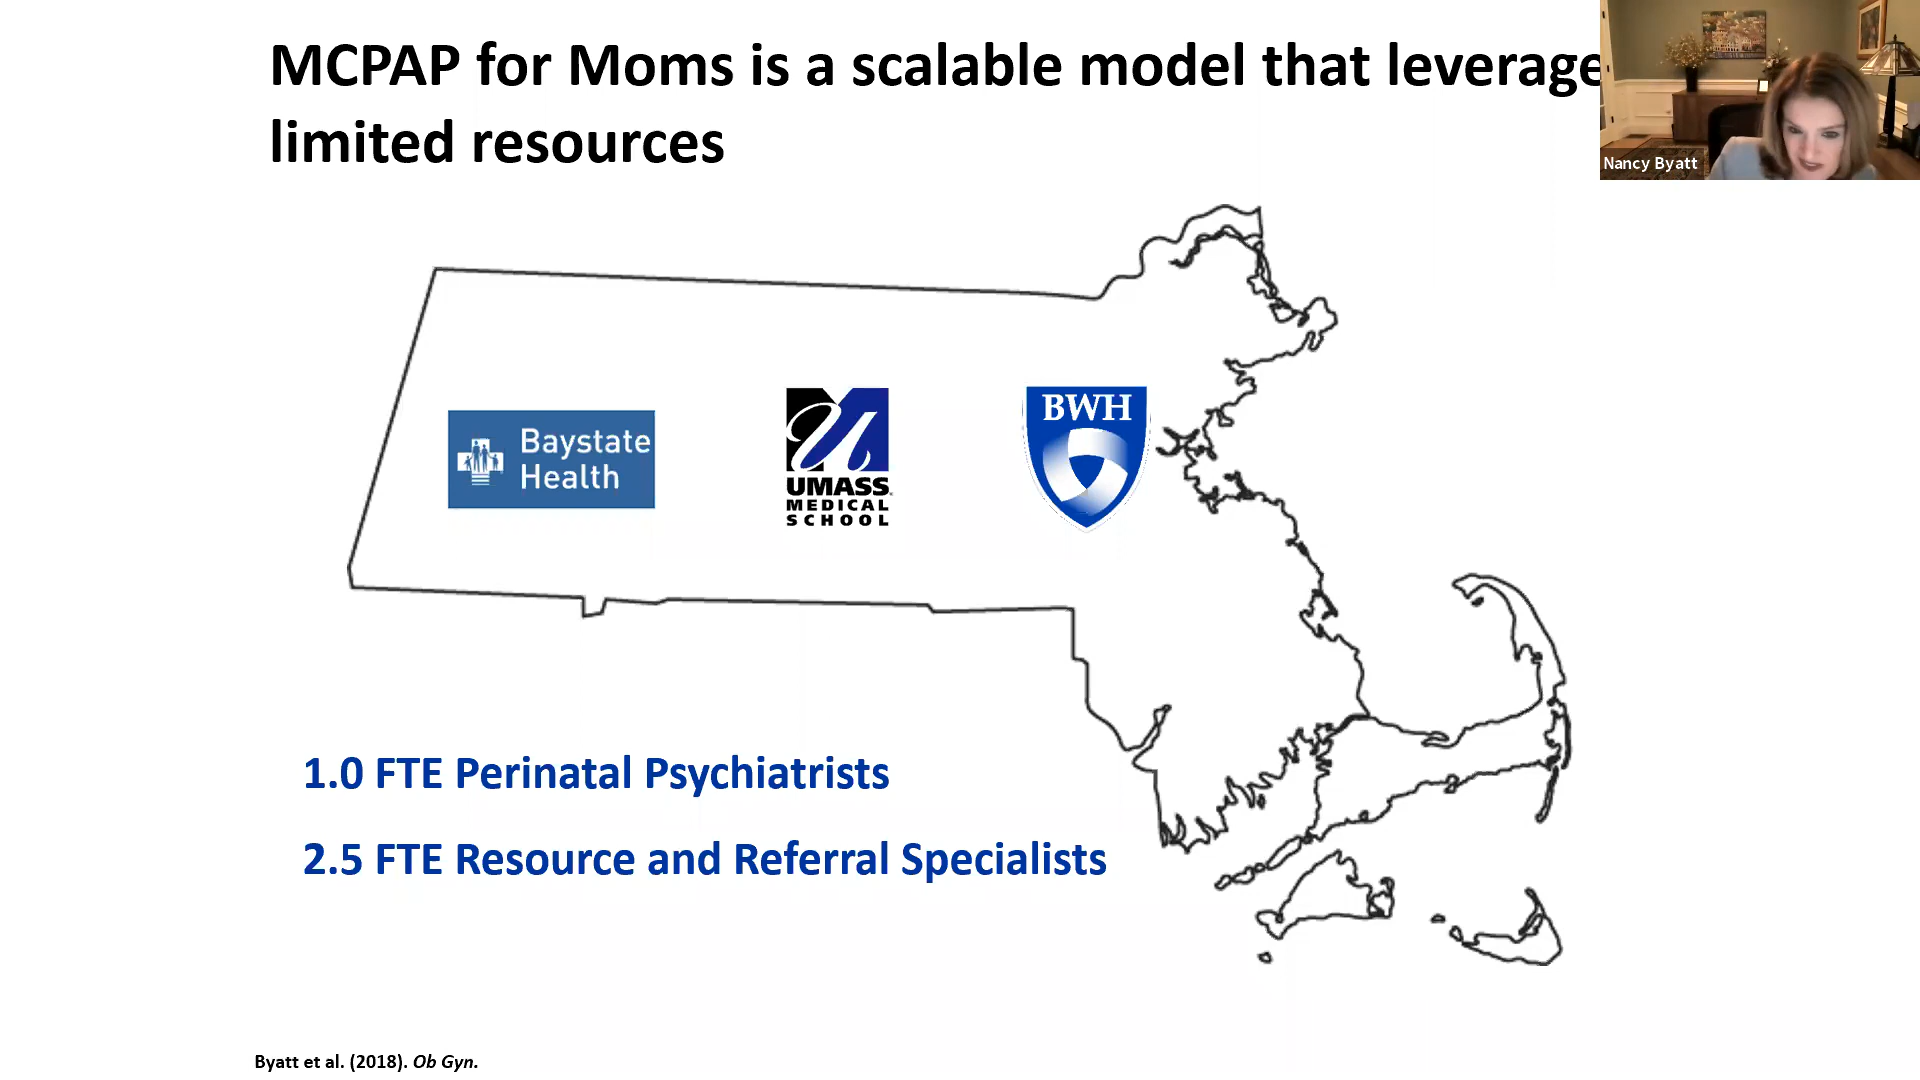 MCPAP for Moms is a scalable model that leverage
limited resources
Nancy Byatt
Baystate
Health
UMASS
MEDICAL
SCHOOL
BWH
1.0 FTE Perinatal Psychiatrists
2.5 FTE Resource and Referral Specialists
Byatt et al. (2018). Ob Gyn.